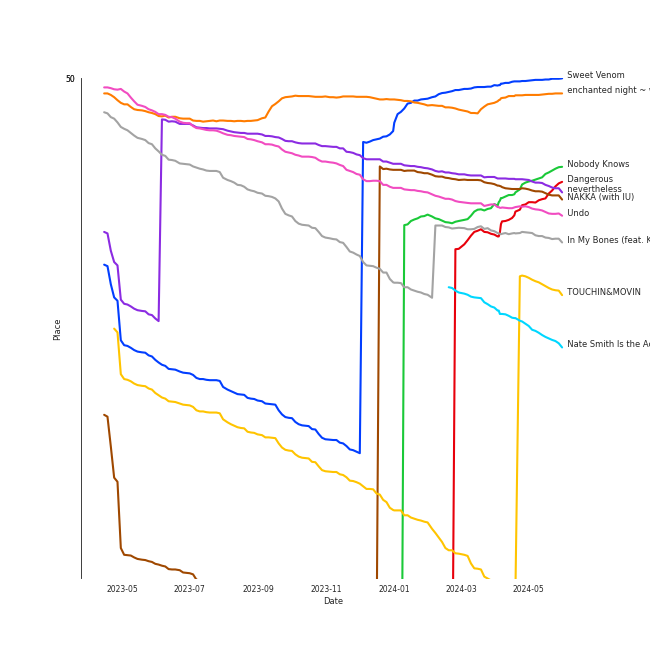 50
Sweet Venom
enchanted night ~
Nobody Knows
Dangerous
nevertheless
NAKKA (with IU)
Undo
In My Bones (feat.
TOUCHIN&MOVIN
Nate Smith Is the
Place
2023-05 2023-07 2023-09 2023-11 2024-01 2024-03 2024-05
Date